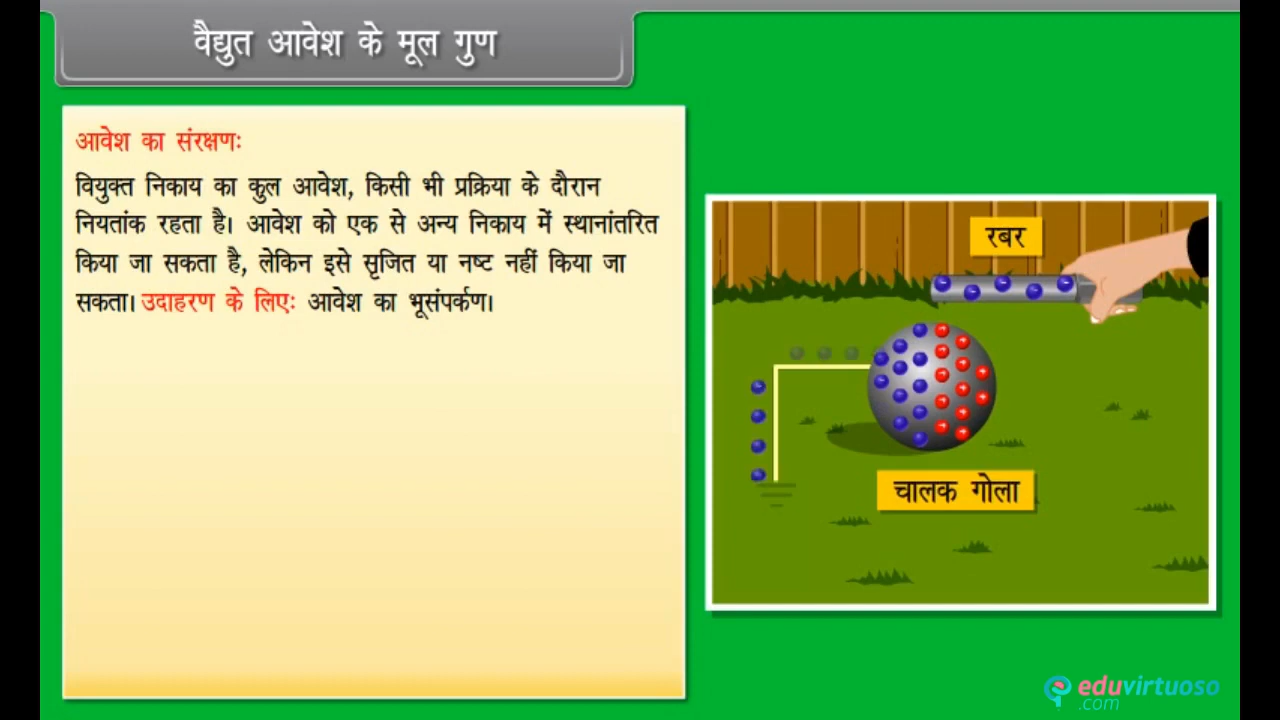 वैद्युत आवेश के मूल गुण
आवेश का संरक्षणः
वियुक्त निकाय का कुल आवेश, किसी भी प्रक्रिया के दौरान
नियतांक रहता है। आवेश को एक से अन्य निकाय में स्थानांतरित
किया जा सकता है, लेकिन इसे सृजित या नष्ट नहीं किया जा
सकता। उदाहरण के लिएः आवेश का भूसंपर्कण।
रबर
चालक गोला
eduvirtuoso
.com